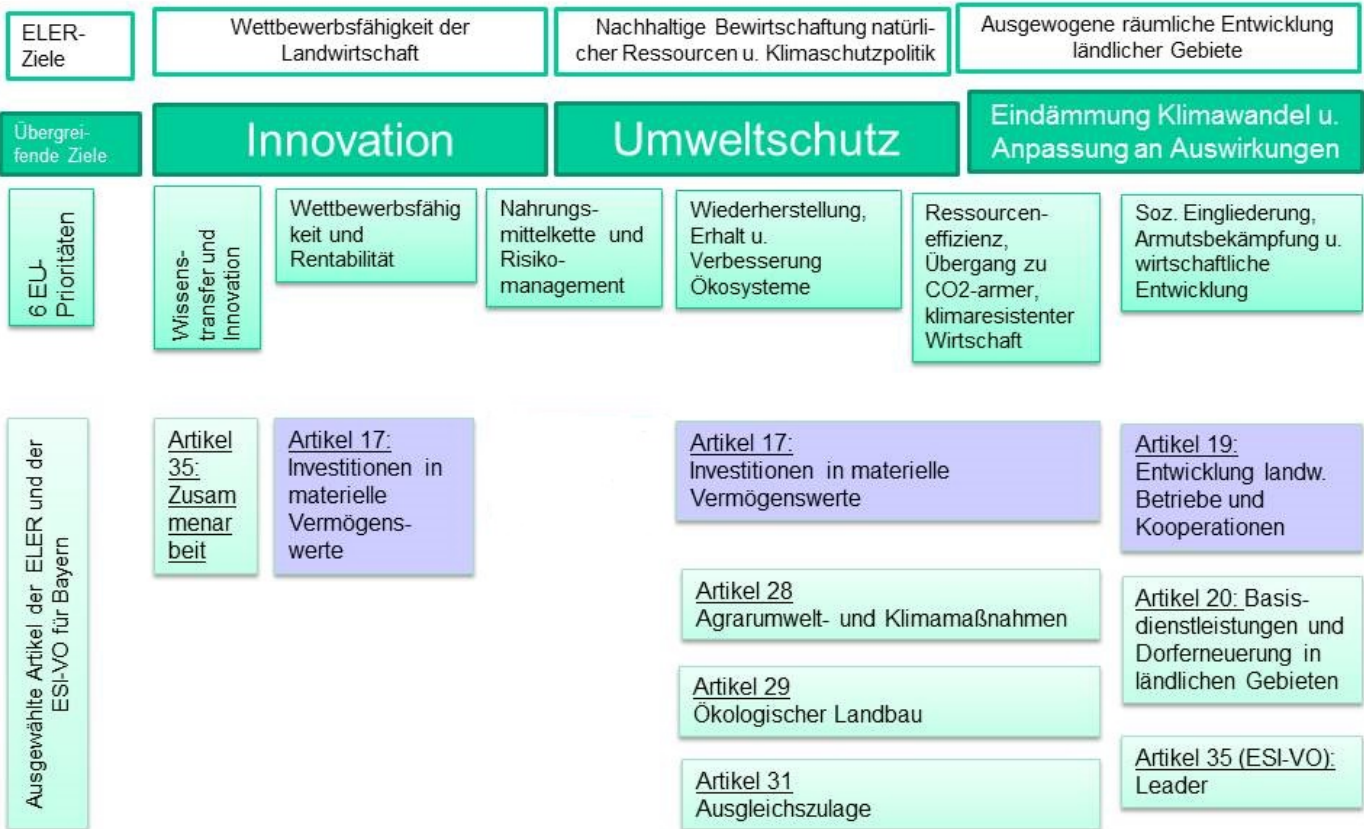 ELER-
Ziele
Wettbewerbsfähigkeit der
Landwirtschaft
Nachhaltige Bewirtschaftung natürli-
cher Ressourcen u. Klimaschutzpolitik
Ausgewogene räumliche Entwicklung
ländlicher Gebiete
Übergrei-
fende Ziele
Innovation
Umweltschutz
Eindämmung Klimawandel u.
Anpassung an Auswirkungen
6 EU-
Prioritäten
Wissens-
transfer und
Innovation
Wettbewerbsfähig
keit und
Rentabilität
Nahrungs-
mittelkette und
Risiko-
management
Wiederherstellung,
Erhalt u.
Verbesserung
Ökosysteme
Ressourcen-
effizienz,
Übergang zu
CO2-armer,
klimaresistenter
Wirtschaft
Soz. Eingliederung,
Armutsbekämpfung u.
wirtschaftliche
Entwicklung
Ausgewählte Artikel der ELER und der
ESI-VO für Bayern
Artikel
35:
Zusam
menar
beit
Artikel 17:
Investitionen in
materielle
Vermögens-
werte
Artikel 17:
Investitionen in materielle
Vermögenswerte
Artikel 28
Agrarumwelt- und Klimamaßnahmen
Artikel 29
Ökologischer Landbau
Artikel 31
Ausgleichszulage
Artikel 19:
Entwicklung landw.
Betriebe und
Kooperationen
Artikel 20: Basis-
dienstleistungen und
Dorferneuerung in
ländlichen Gebieten
Artikel 35 (ESI-VO):
Leader